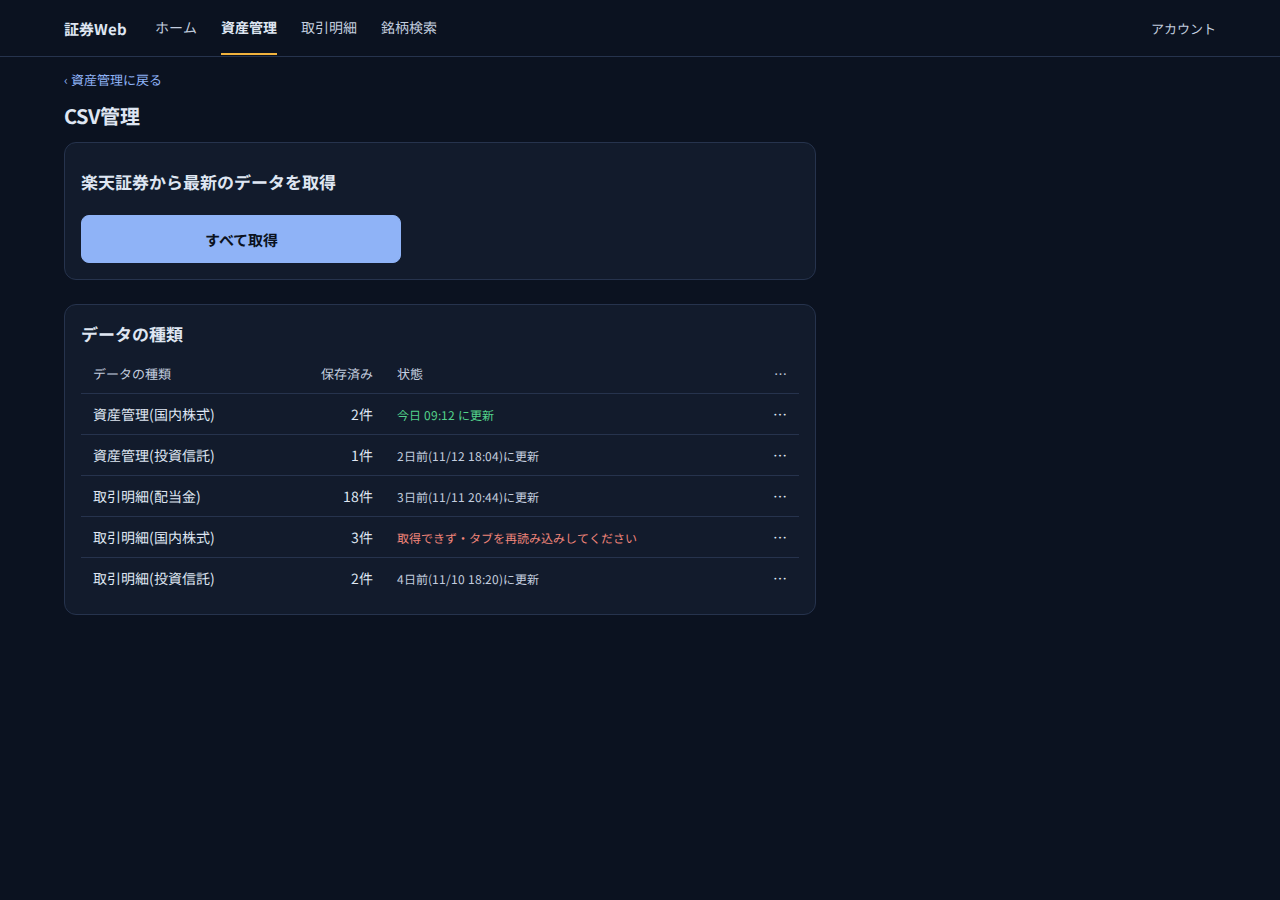 証券Web ホーム 資産管理 取引明細 銘柄検索 アカウント
‹ 資産管理に戻る
CSV管理
楽天証券から最新のデータを取得
すべて取得
データの種類
データの種類 保存済み 状態 …
資産管理(国内株式) 2件 今日 09:12 に更新 …
資産管理(投資信託) 1件 2日前(11/12 18:04)に更新 …
取引明細(配当金) 18件 3日前(11/11 20:44)に更新 …
取引明細(国内株式) 3件 取得できず・タブを再読み込みしてください …
取引明細(投資信託) 2件 4日前(11/10 18:20)に更新 …